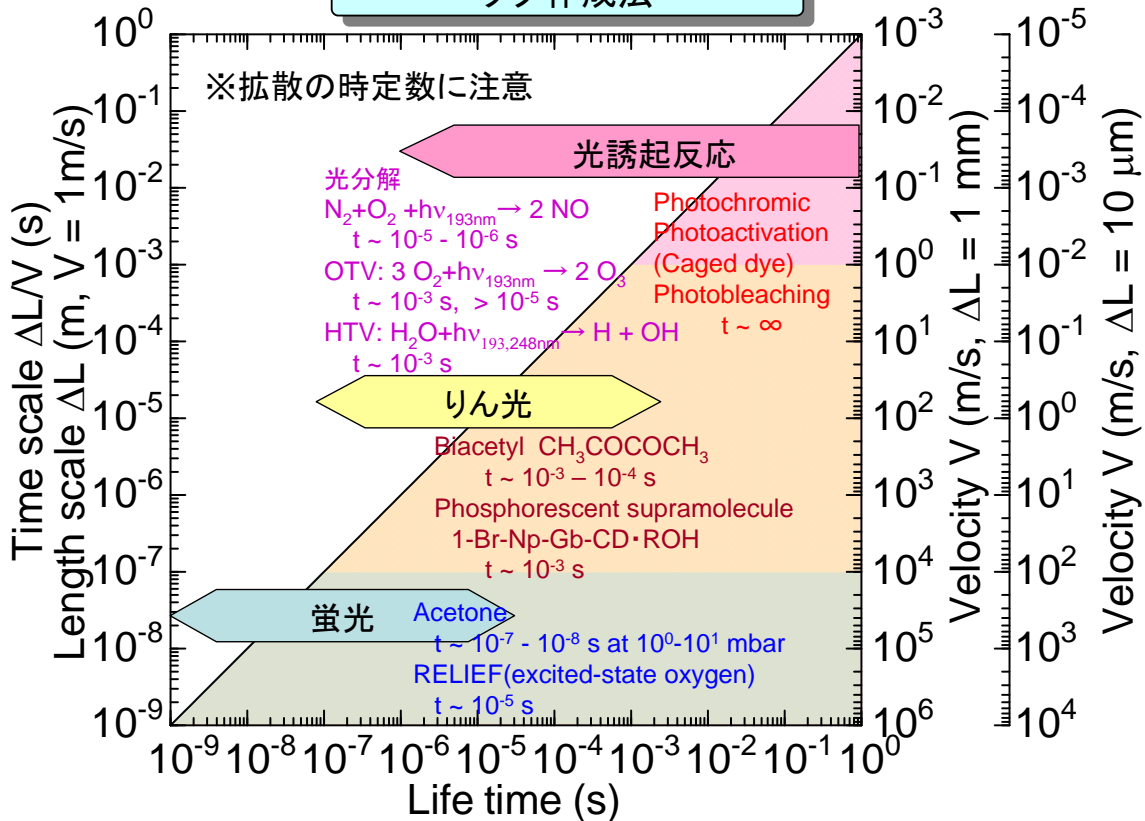 ※拡散の時定数に注意
光誘起反応
光分解
N₂+O₂ +hν₁₉₃ₙₘ→ 2 NO
t ~ 10⁻⁵ - 10⁻⁶ s
OTV: 3 O₂+hν₁₉₃ₙₘ → 2 O₃
t ~ 10⁻³ s, > 10⁻⁵ s
HTV: H₂O+hν₁₉₃,₂₄₈ₙₘ→ H + OH
t ~ 10⁻³ s
Photochromic
Photoactivation
(Caged dye)
Photobleaching
t ~ ∞
りん光
Biacetyl CH₃COCOCH₃
t ~ 10⁻³ – 10⁻⁴ s
Phosphorescent supramolecule
1-Br-Np-Gb-CD・ROH
t ~ 10⁻³ s
蛍光
Acetone
t ~ 10⁻⁷ - 10⁻⁸ s at 10⁰-10¹ mbar
RELIEF(excited-state oxygen)
t ~ 10⁻⁵ s
Time scale ΔL/V (s)
Length scale ΔL (m, V = 1m/s)
10⁰
10⁻¹
10⁻²
10⁻³
10⁻⁴
10⁻⁵
10⁻⁶
10⁻⁷
10⁻⁸
10⁻⁹
10⁻⁹ 10⁻⁸ 10⁻⁷ 10⁻⁶ 10⁻⁵ 10⁻⁴ 10⁻³ 10⁻² 10⁻¹ 10⁰
Life time (s)
10⁻³
10⁻²
10⁻¹
10⁰
10¹
10²
10³
10⁴
10⁵
10⁶
Velocity V (m/s, ΔL = 1 mm)
10⁻⁵
10⁻⁴
10⁻³
10⁻²
10⁻¹
10⁰
10¹
10²
10³
10⁴
Velocity V (m/s, ΔL = 10 μm)